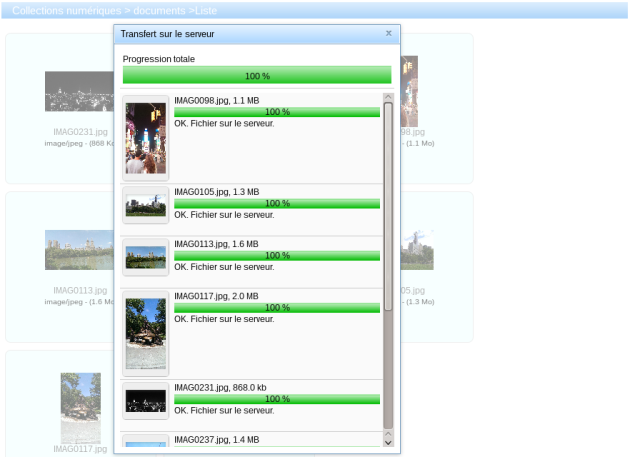 Collections numériques > documents >Liste
Transfert sur le serveur
Progression totale
100 %
IMAG0098.jpg, 1.1 MB
100 %
OK. Fichier sur le serveur.
IMAG0105.jpg, 1.3 MB
100 %
OK. Fichier sur le serveur.
IMAG0113.jpg, 1.6 MB
100 %
OK. Fichier sur le serveur.
IMAG0117.jpg, 2.0 MB
100 %
OK. Fichier sur le serveur.
IMAG0231.jpg, 868.0 kb
100 %
OK. Fichier sur le serveur.
IMAG0237.jpg, 1.4 MB
IMAG0231.jpg
image/jpeg - (868 K
98.jpg
(1.1 Mo)
IMAG0113.jpg
image/jpeg - (1.6 Mo
05.jpg
(1.3 Mo)
IMAG0117.jpg